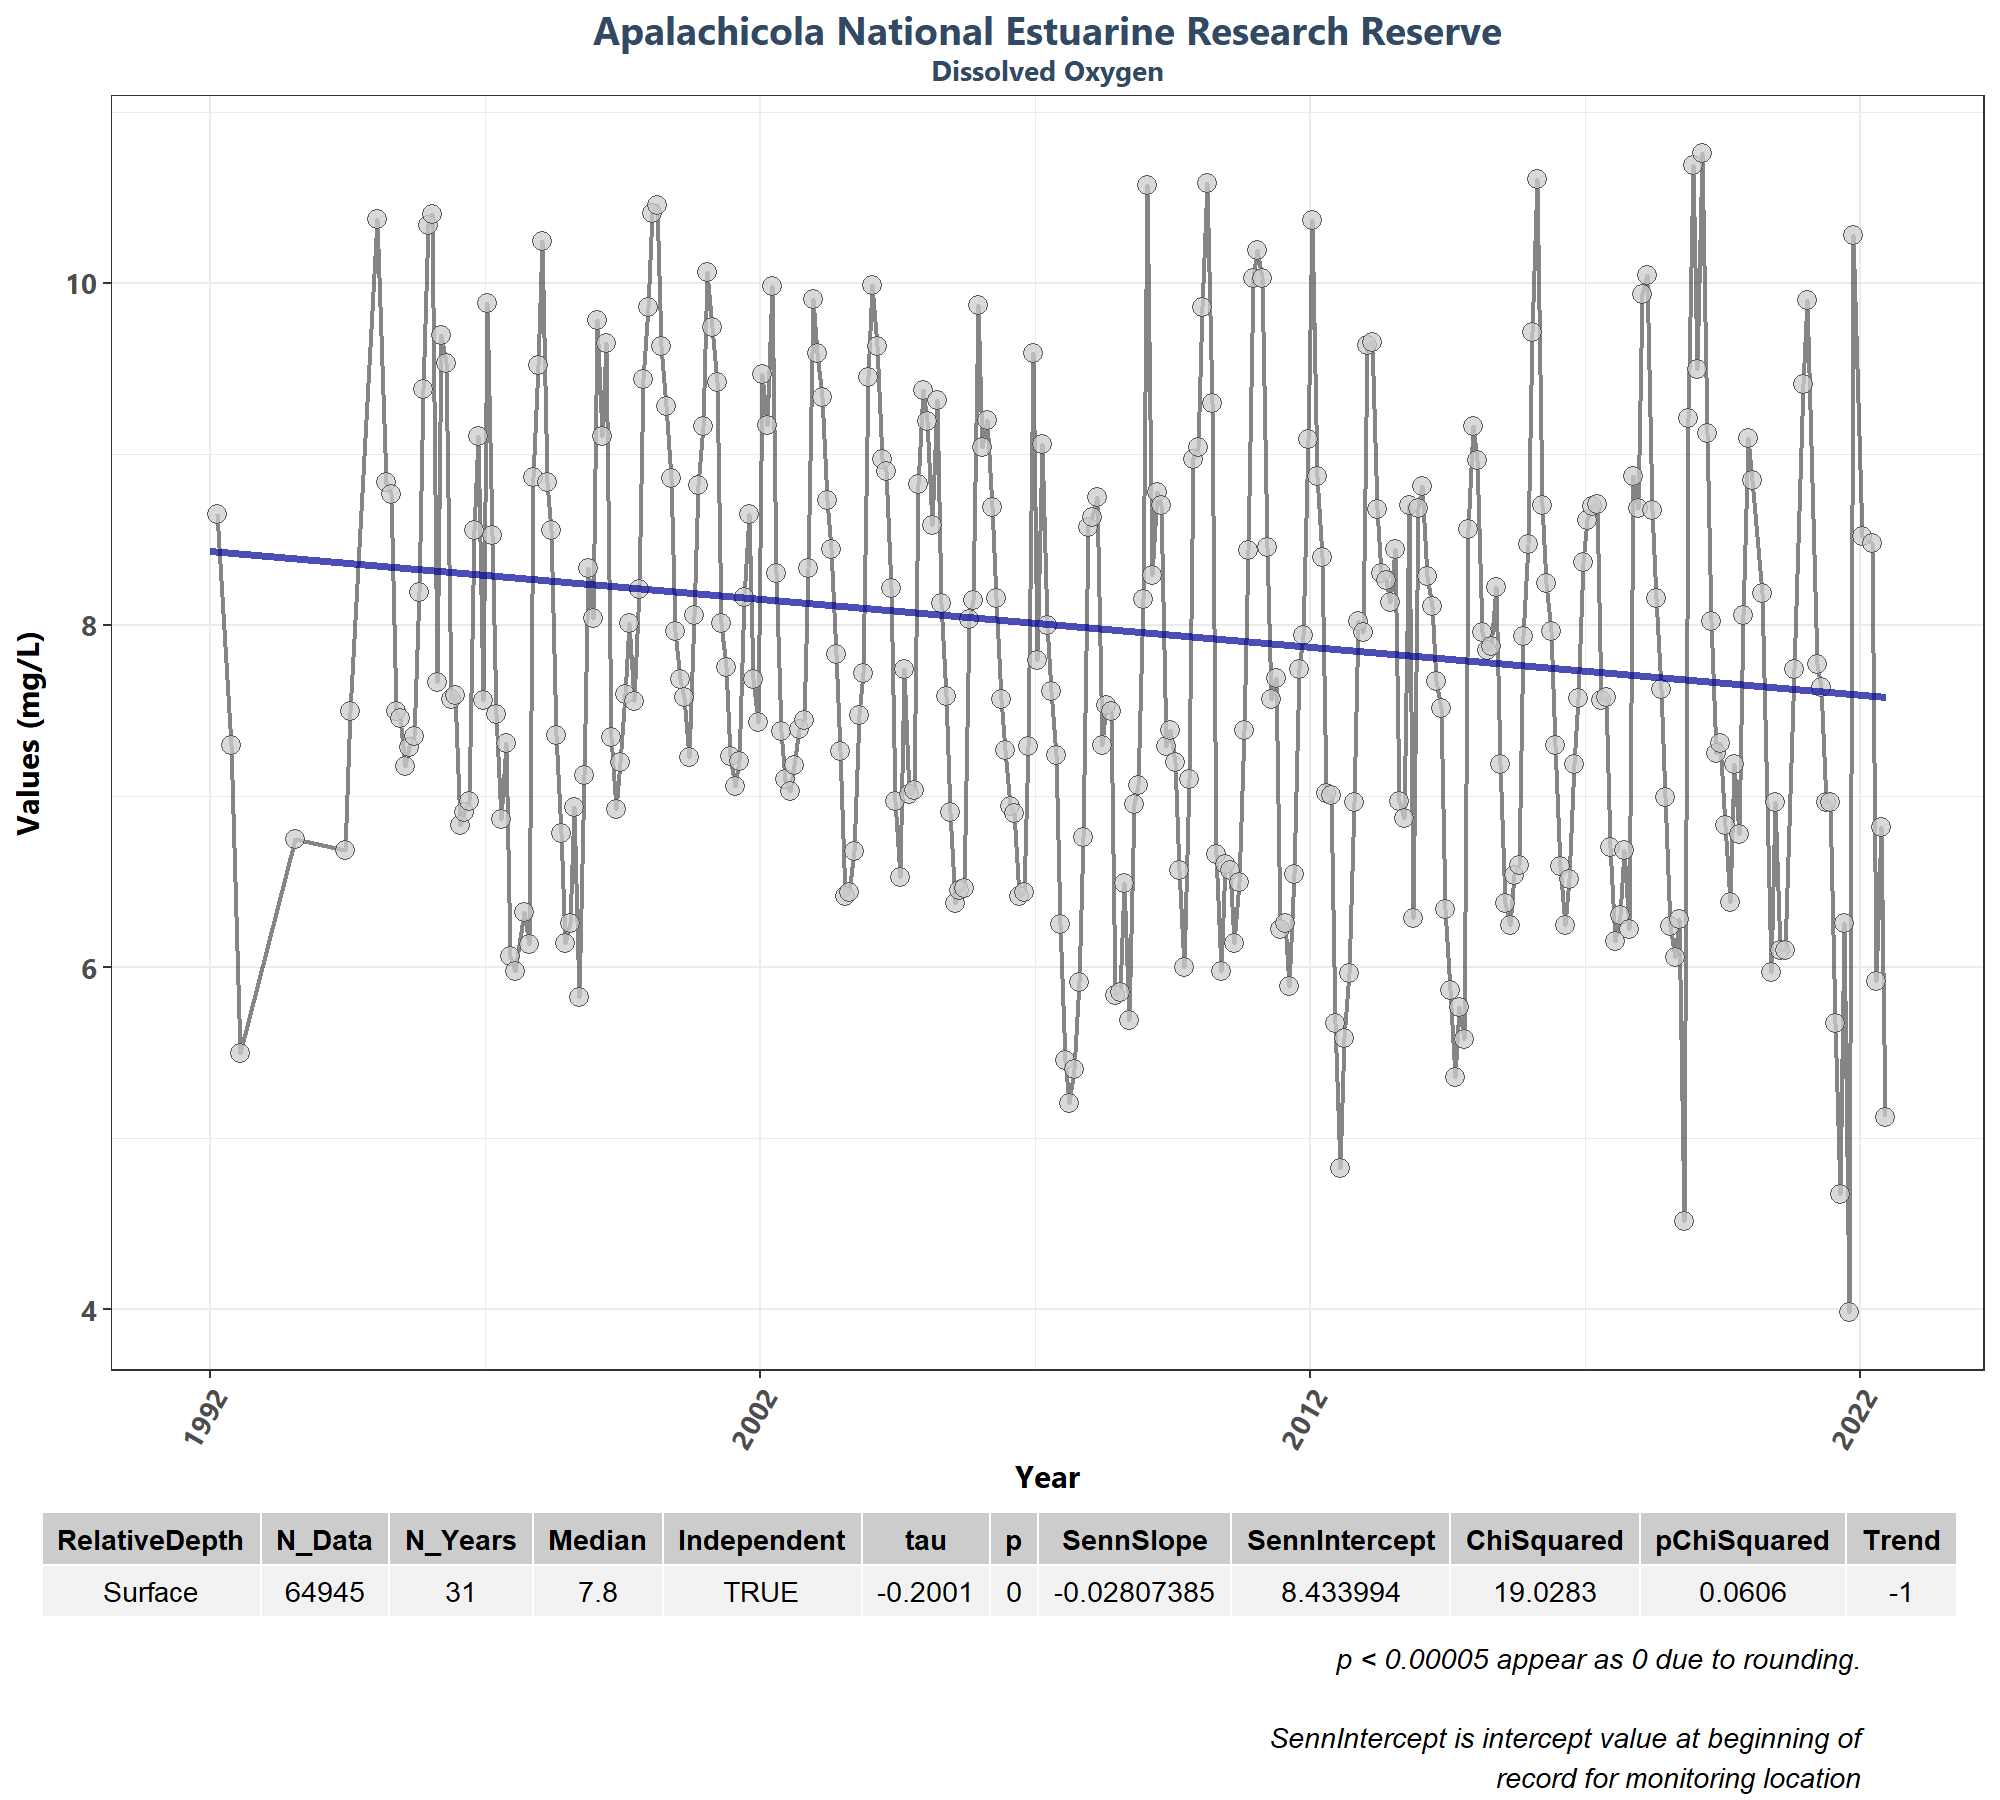 Apalachicola National Estuarine Research Reserve
Dissolved Oxygen
Values (mg/L)
10
8
6
4
1992
2002
2012
2022
Year
RelativeDepth N_Data N_Years Median Independent tau p SennSlope SennIntercept ChiSquared pChiSquared Trend
Surface 64945 31 7.8 TRUE -0.2001 0 -0.02807385 8.433994 19.0283 0.0606 -1
p < 0.00005 appear as 0 due to rounding.
SennIntercept is intercept value at beginning of
record for monitoring location